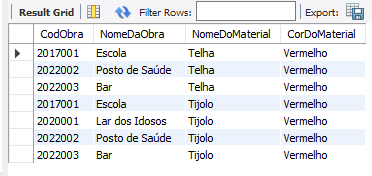 Result Grid Filter Rows: Export:
CodObra NomeDaObra NomeDoMaterial CorDoMaterial
2017001 Escola Telha Vermelho
2022002 Posto de Saúde Telha Vermelho
2022003 Bar Telha Vermelho
2017001 Escola Tijolo Vermelho
2020001 Lar dos Idosos Tijolo Vermelho
2022002 Posto de Saúde Tijolo Vermelho
2022003 Bar Tijolo Vermelho